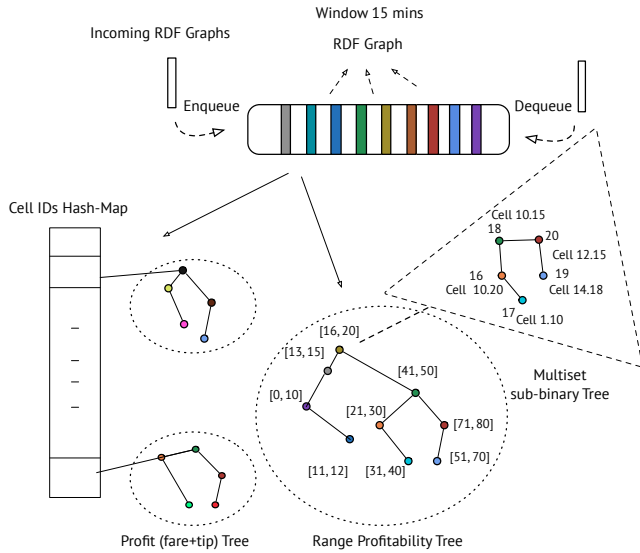 Window 15 mins
Incoming RDF Graphs
RDF Graph
Enqueue
Dequeue
Cell IDs Hash-Map
Cell 10.15
18
20
Cell 12.15
16
19
Cell 10.20
Cell 14.18
17
Cell 1.10
[16, 20]
[13, 15]
[41, 50]
[0, 10]
[21, 30]
[71, 80]
[11, 12]
[31, 40]
[51, 70]
Multiset
sub-binary Tree
Profit (fare+tip) Tree
Range Profitability Tree